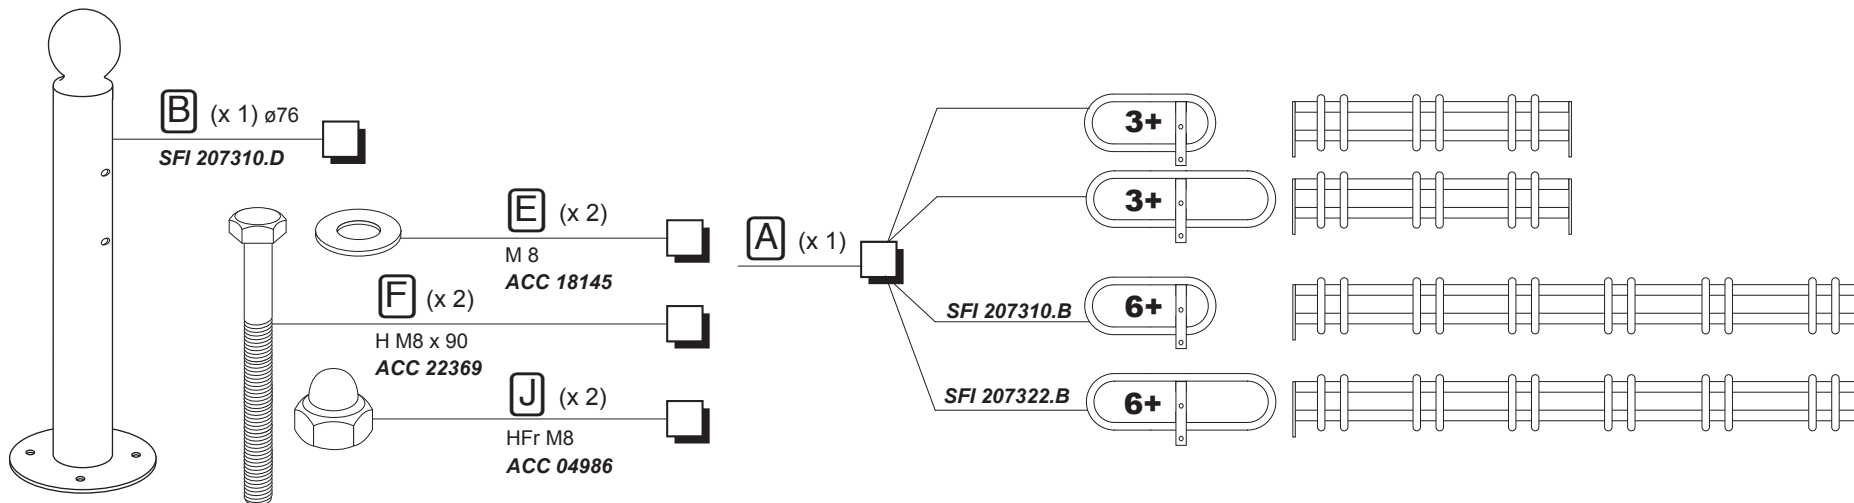 B (x 1) ø76
SFI 207310.D
E (x 2)
M 8
ACC 18145
F (x 2)
H M8 x 90
ACC 22369
J (x 2)
HFr M8
ACC 04986
A (x 1)
3+
3+
SFI 207310.B
6+
SFI 207322.B
6+